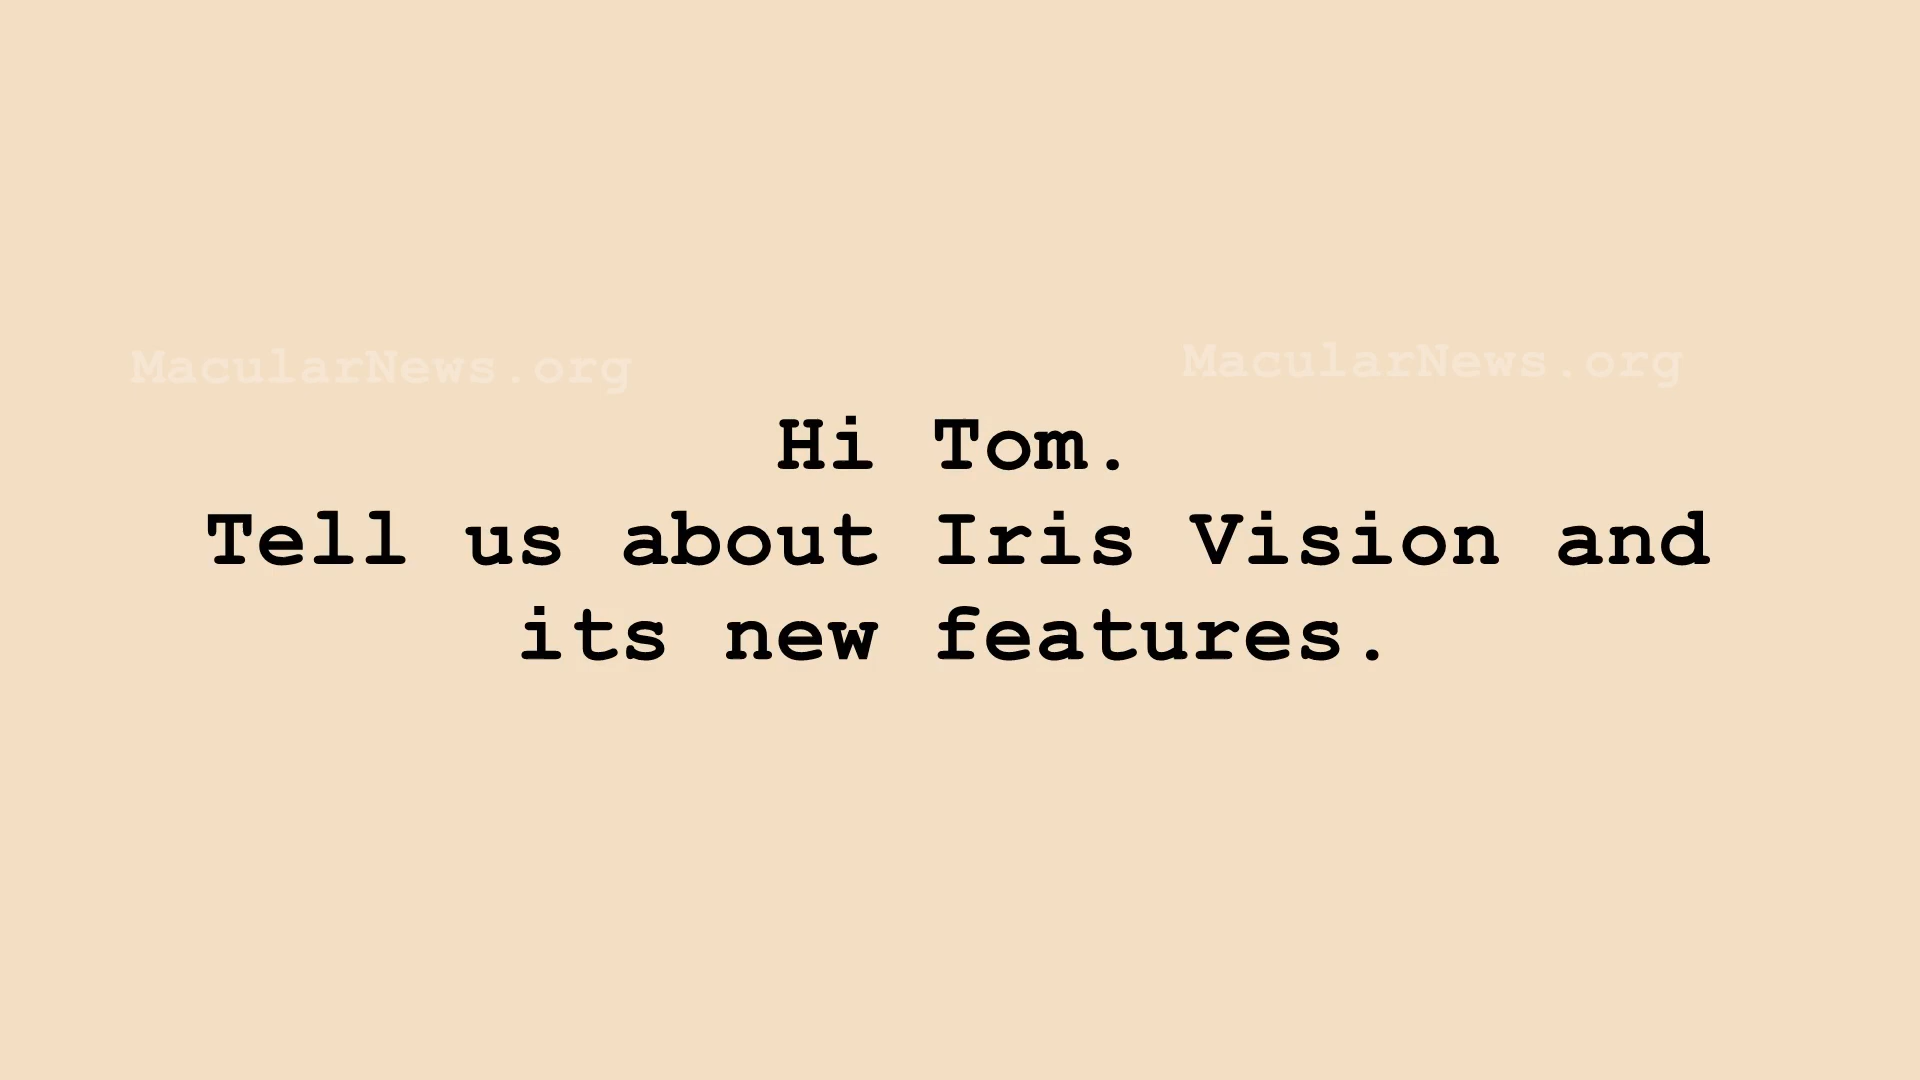 MacularNews.org MacularNews.org
Hi Tom.
Tell us about Iris Vision and
its new features.